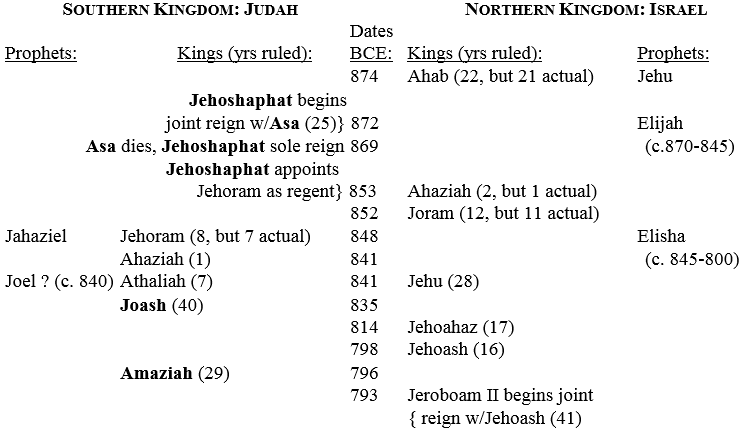 SOUTHERN KINGDOM: JUDAH NORTHERN KINGDOM: ISRAEL
Dates
Prophets: Kings (yrs ruled): BCE: Kings (yrs ruled): Prophets:
874 Ahab (22, but 21 actual) Jehu
Jehoshaphat begins
joint reign w/Asa (25)} 872 Elijah
Asa dies, Jehoshaphat sole reign 869 (c.870-845)
Jehoshaphat appoints
Jehoram as regent} 853 Ahaziah (2, but 1 actual)
852 Joram (12, but 11 actual)
Jahaziel Jehoram (8, but 7 actual) 848 Elisha
Ahaziah (1) 841 (c. 845-800)
Joel ? (c. 840) Athaliah (7) 841 Jehu (28)
Joash (40) 835
814 Jehoahaz (17)
798 Jehoash (16)
Amaziah (29) 796
793 Jeroboam II begins joint
{ reign w/Jehoash (41)